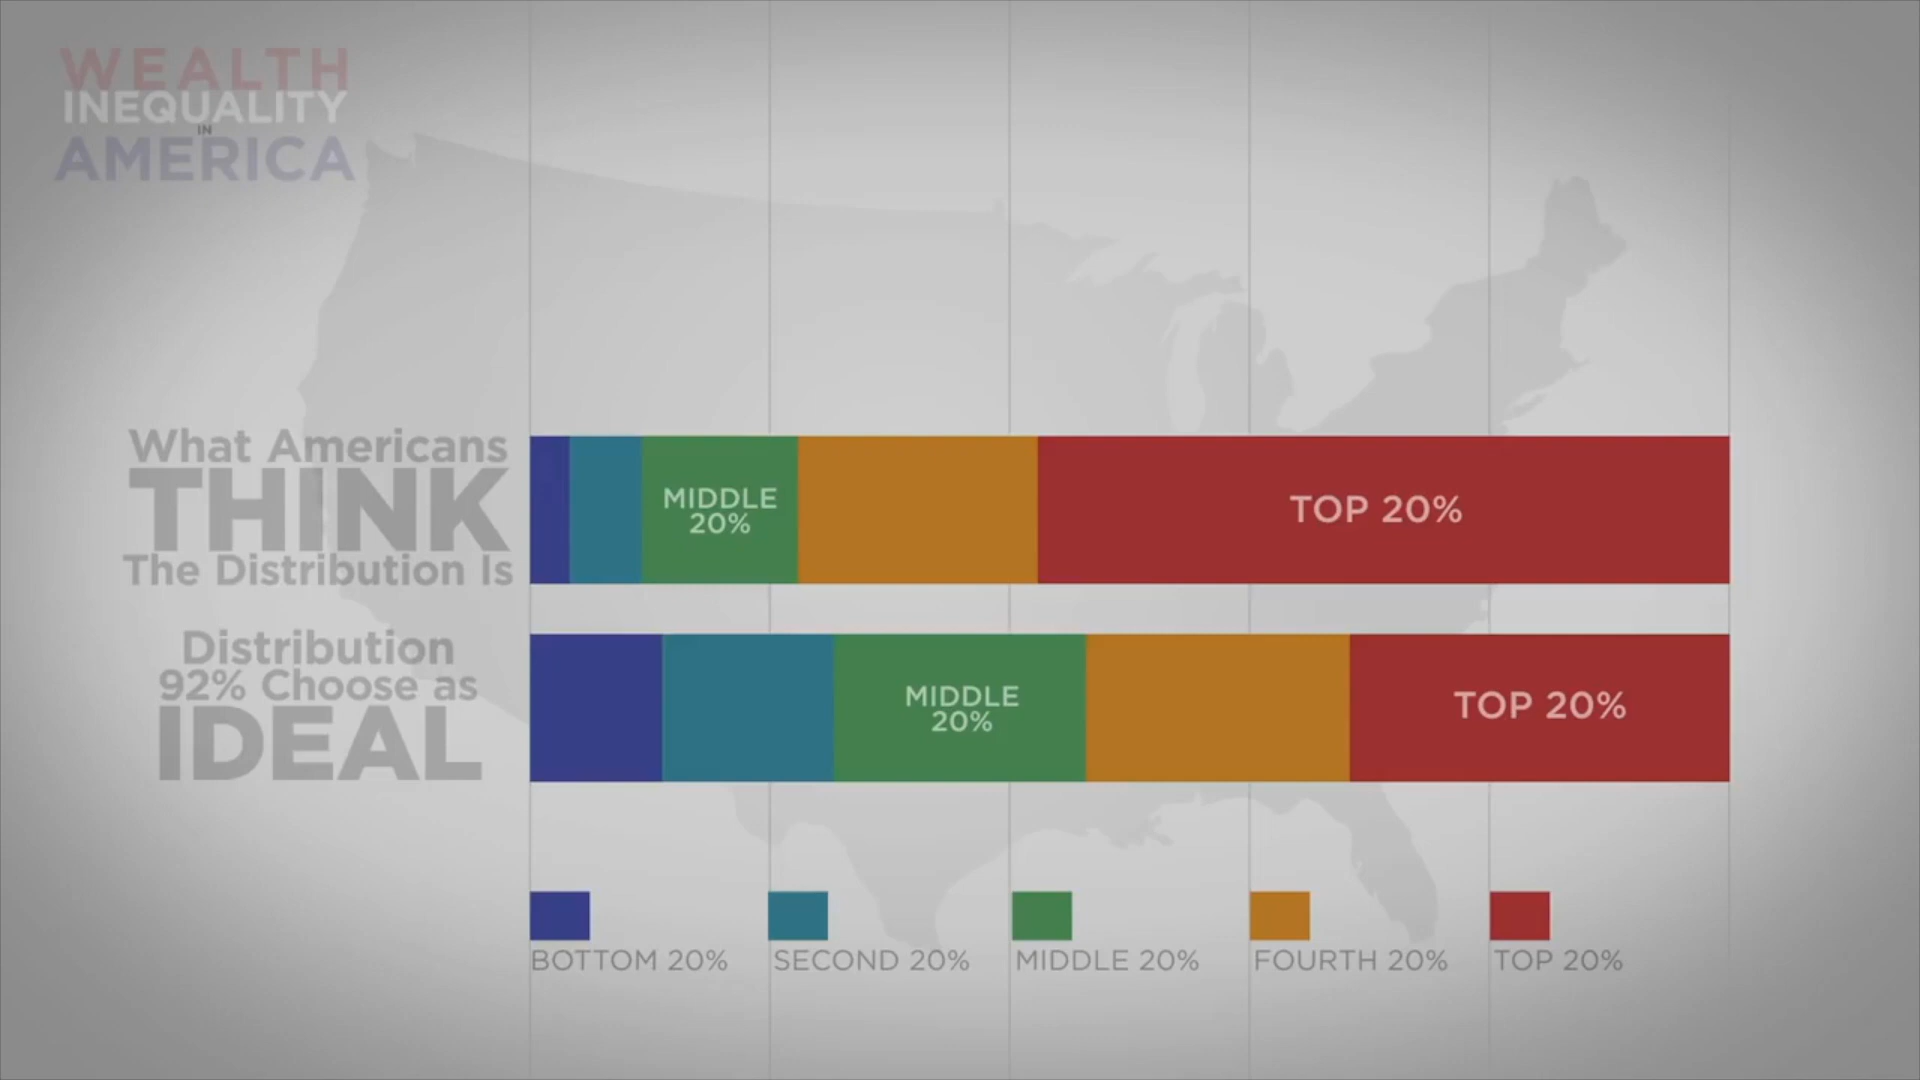 WEALTH
INEQUALITY
IN
AMERICA
What Americans
THINK
The Distribution Is
MIDDLE
20%
TOP 20%
Distribution
92% Choose as
IDEAL
MIDDLE
20%
TOP 20%
BOTTOM 20%
SECOND 20%
MIDDLE 20%
FOURTH 20%
TOP 20%